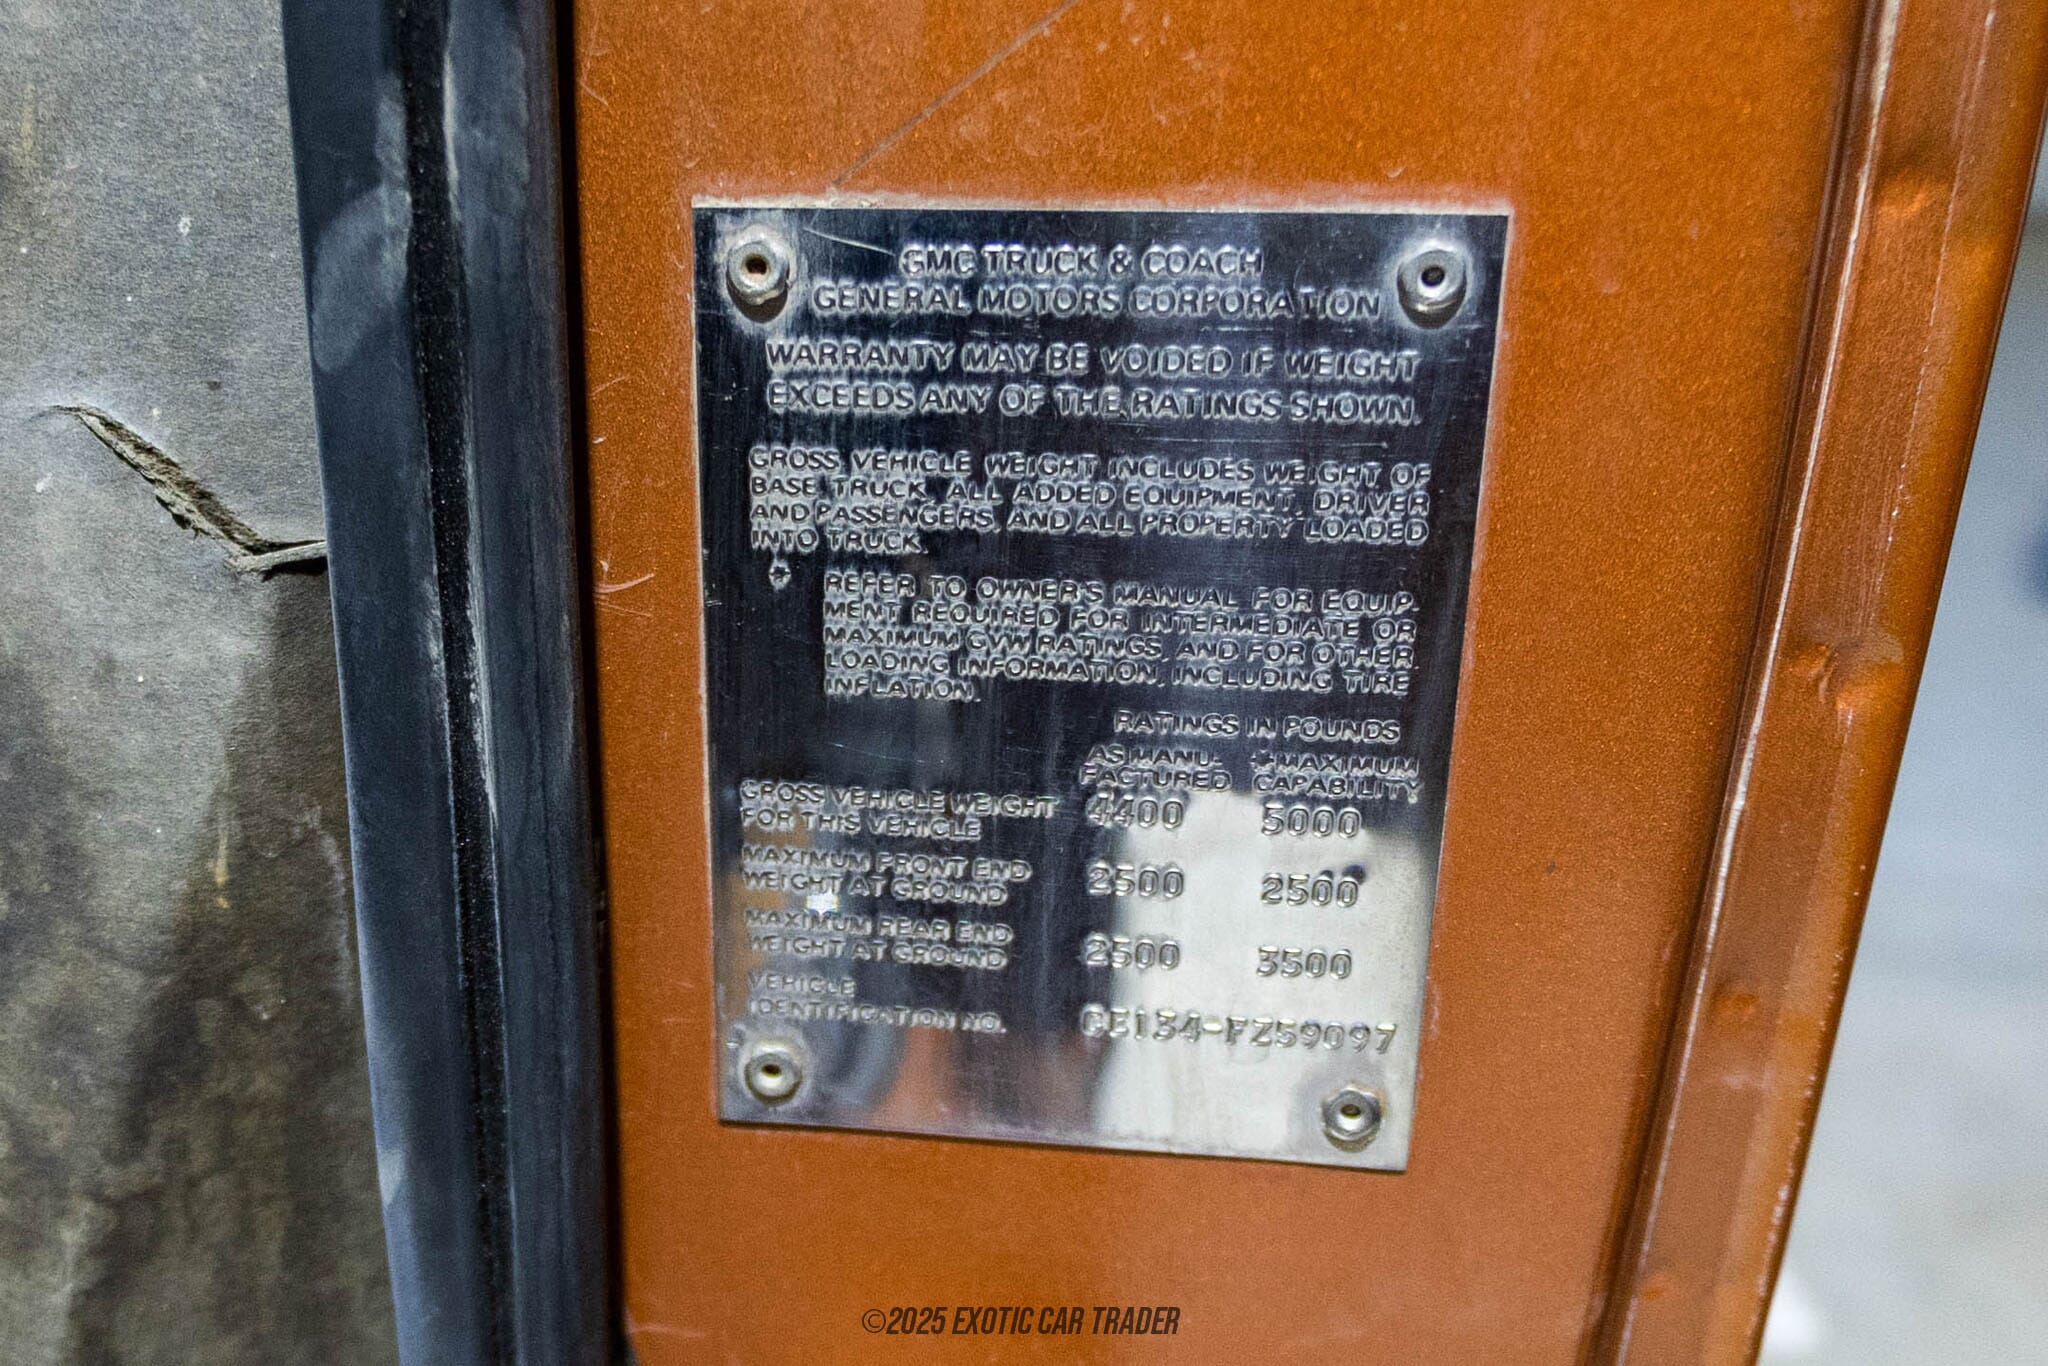 GMC TRUCK & COACH
GENERAL MOTORS CORPORATION
WARRANTY MAY BE VOIDED IF WEIGHT
EXCEEDS ANY OF THE RATINGS SHOWN.
GROSS VEHICLE WEIGHT INCLUDES WEIGHT OF
BASE TRUCK, ALL ADDED EQUIPMENT, DRIVER
AND PASSENGERS, AND ALL PROPERTY LOADED
INTO TRUCK.
REFER TO OWNER'S MANUAL FOR EQUIP-
MENT REQUIRED FOR INTERMEDIATE OR
MAXIMUM GVW RATINGS, AND FOR OTHER
LOADING INFORMATION, INCLUDING TIRE
INFLATION.
RATINGS IN POUNDS
AS MANU- *MAXIMUM
FACTURED CAPABILITY
GROSS VEHICLE WEIGHT 4400 5000
FOR THIS VEHICLE
MAXIMUM FRONT END 2500 2500
WEIGHT AT GROUND
MAXIMUM REAR END 2500 3500
WEIGHT AT GROUND
VEHICLE
IDENTIFICATION NO. CE134-FZ59097
©2025 EXOTIC CAR TRADER